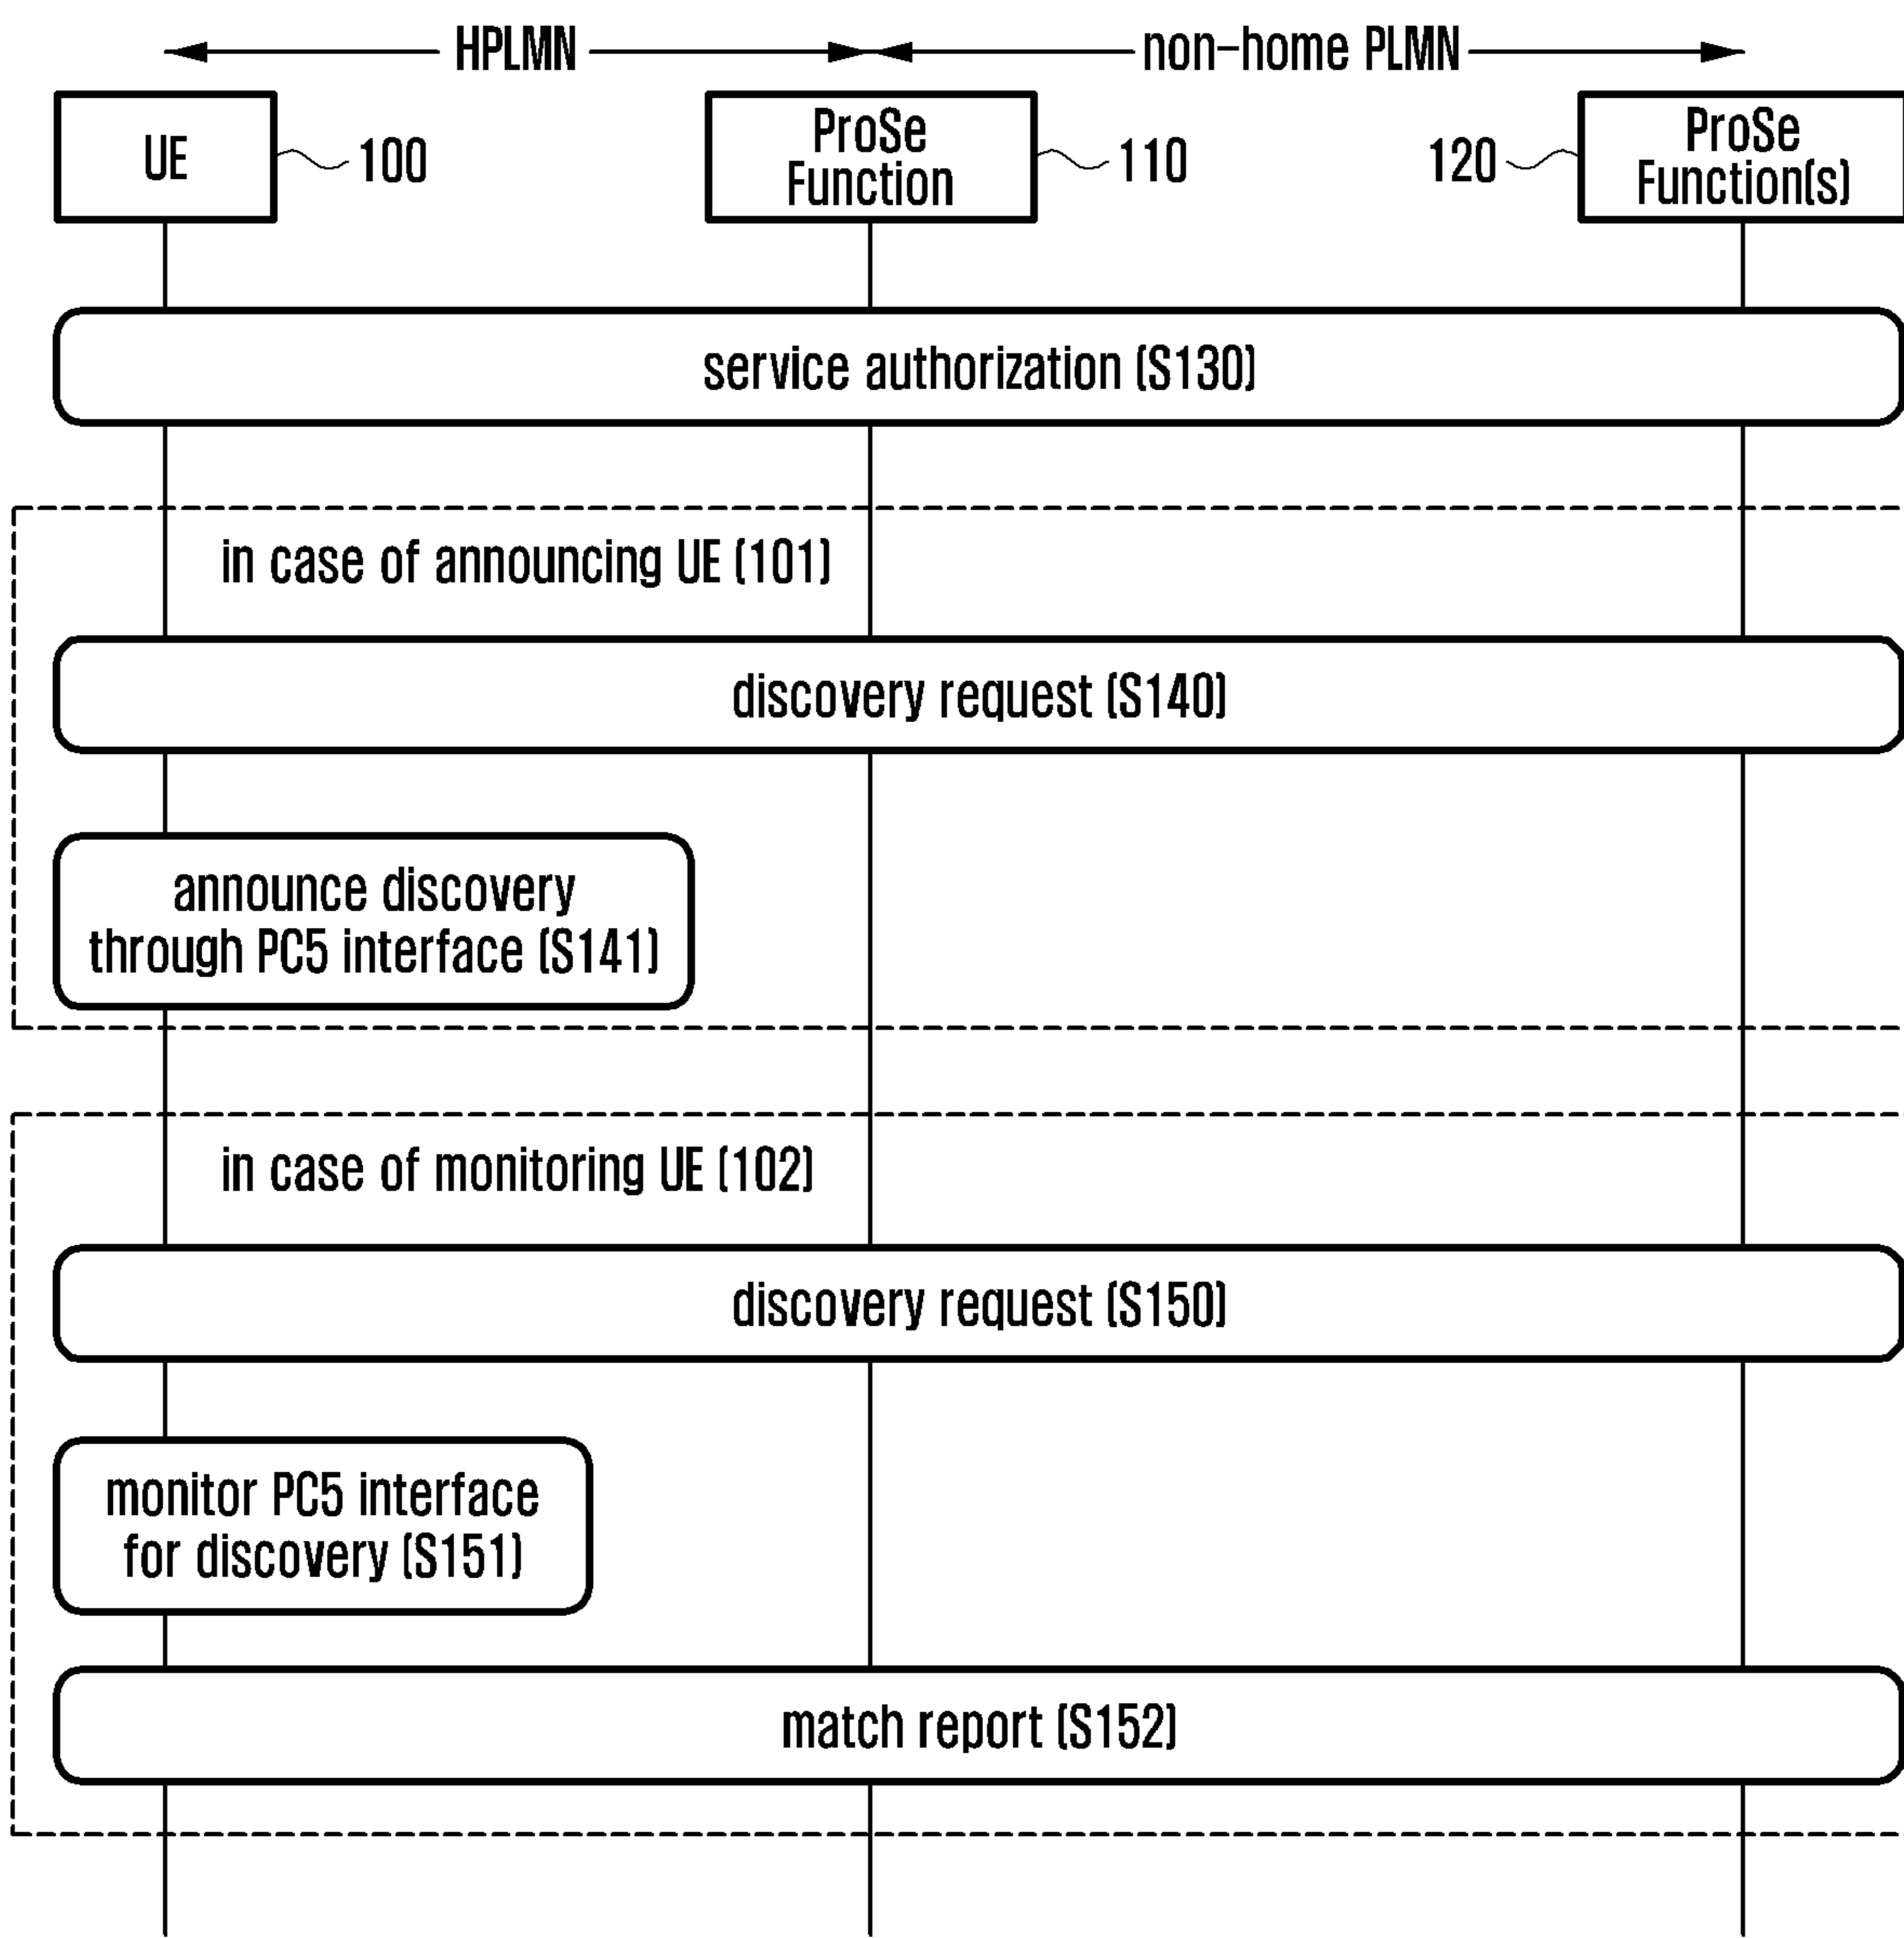 HPLMN
non-home PLMN
UE
100
ProSe
Function
110
120
ProSe
Function(s)
service authorization (S130)
in case of announcing UE (101)
discovery request (S140)
announce discovery
through PC5 interface (S141)
in case of monitoring UE (102)
discovery request (S150)
monitor PC5 interface
for discovery (S151)
match report (S152)